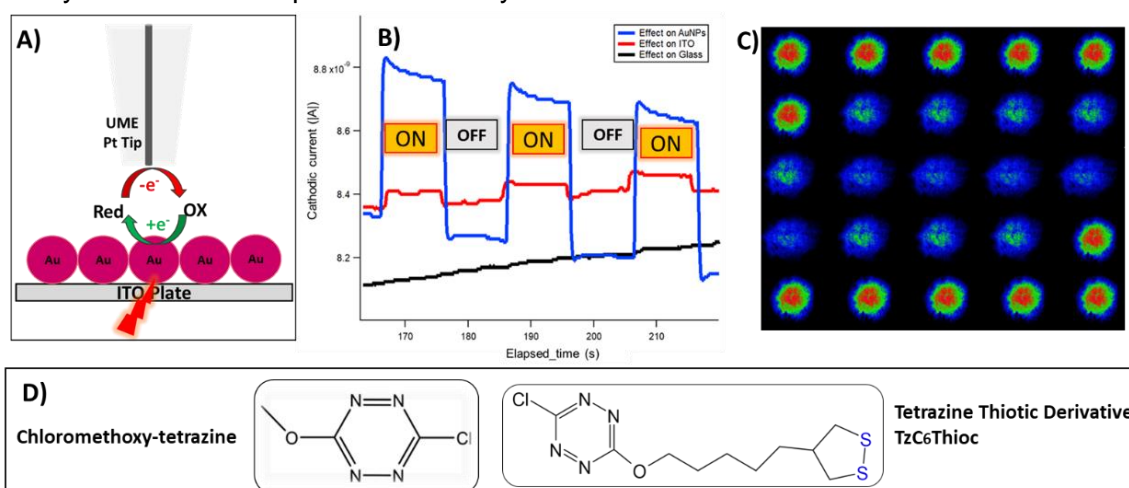 A)
UME
Pt Tip
-e⁻
Red
OX
+e⁻
Au
Au
Au
Au
Au
ITO Plate
B)
Effect on AuNPs
Effect on ITO
Effect on Glass
Cathodic current (|A|)
8.8 x10⁻⁹
8.6
8.4
8.2
ON
OFF
ON
OFF
ON
170
180
190
200
210
Elapsed_time (s)
C)
D)
Chloromethoxy-tetrazine
N
N
O
Cl
N
N
Cl
N
N
N
N
O
S
S
Tetrazine Thiotic Derivative
TzC₆Thioc